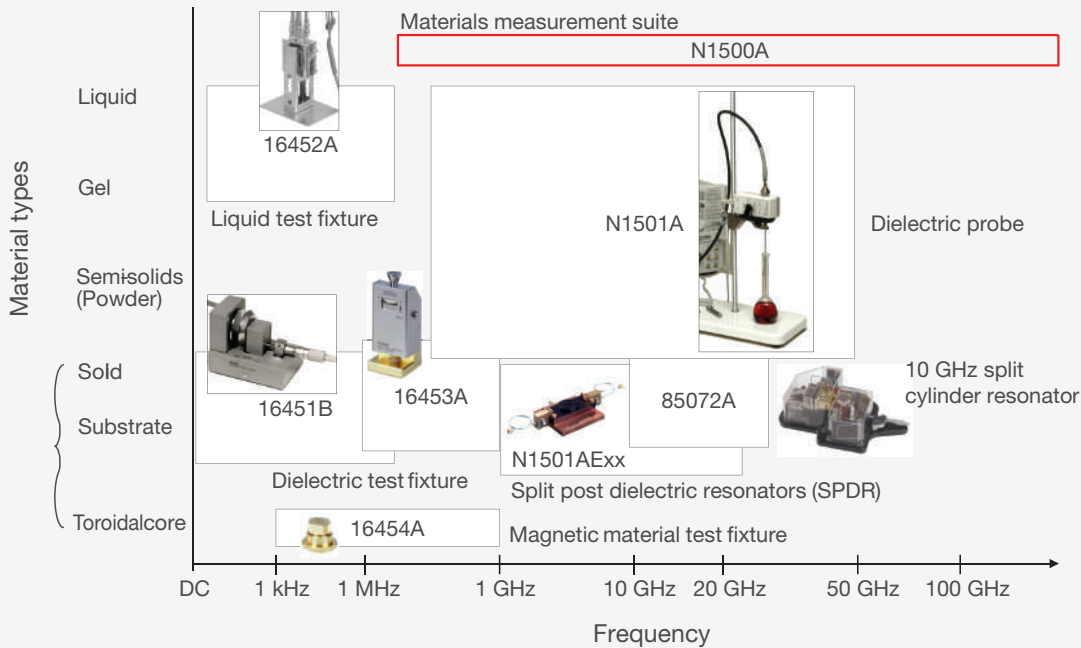 Materials measurement suite
N1500A
Liquid
16452A
Gel
Liquid test fixture
N1501A
Dielectric probe
Material types
Semi-solids
(Powder)
Sold
16451B
16453A
85072A
10 GHz split
cylinder resonator
Substrate
N1501AExx
Dielectric test fixture
Split post dielectric resonators (SPDR)
Toroidalcore
16454A
Magnetic material test fixture
DC
1 kHz
1 MHz
1 GHz
10 GHz
20 GHz
50 GHz
100 GHz
Frequency